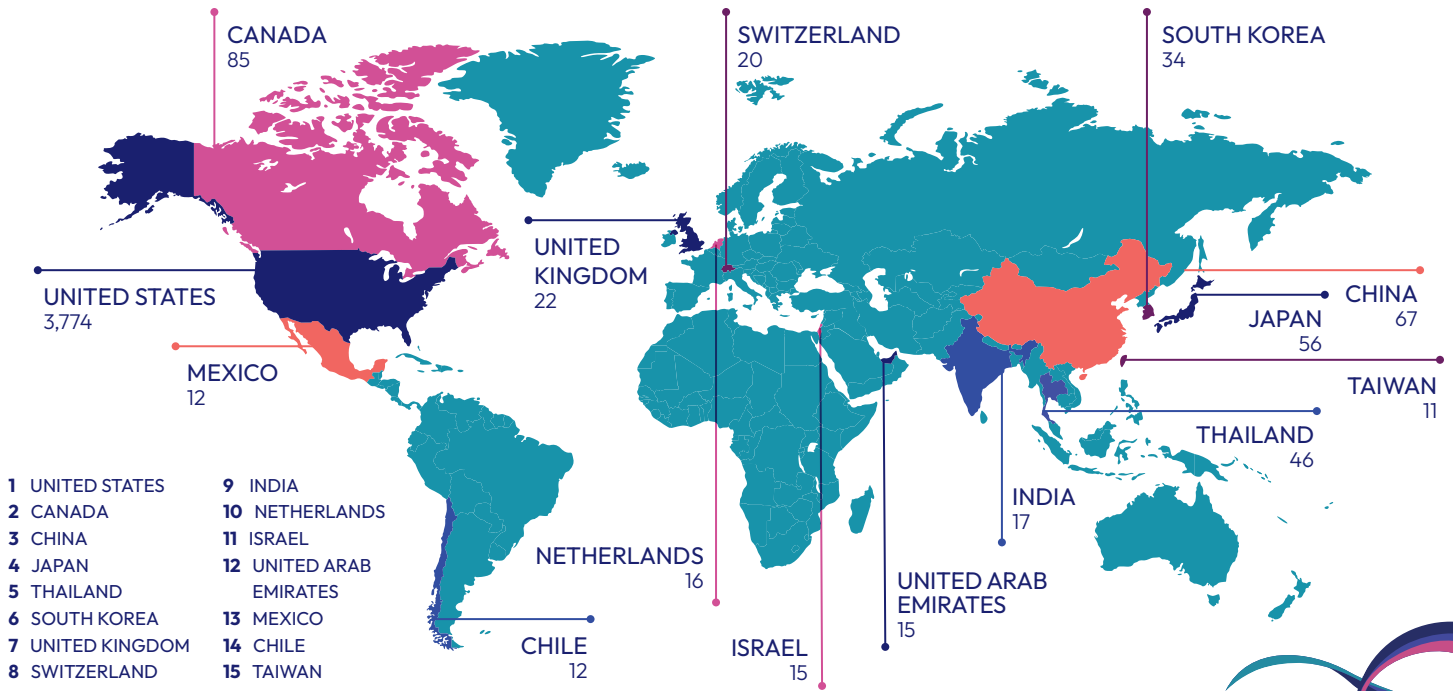 CANADA
85
SWITZERLAND
20
SOUTH KOREA
34
UNITED
KINGDOM
22
UNITED STATES
3,774
CHINA
67
JAPAN
56
MEXICO
12
TAIWAN
11
THAILAND
46
INDIA
17
NETHERLANDS
16
UNITED ARAB
EMIRATES
15
CHILE
12
ISRAEL
15
1 UNITED STATES
2 CANADA
3 CHINA
4 JAPAN
5 THAILAND
6 SOUTH KOREA
7 UNITED KINGDOM
8 SWITZERLAND
9 INDIA
10 NETHERLANDS
11 ISRAEL
12 UNITED ARAB
EMIRATES
13 MEXICO
14 CHILE
15 TAIWAN